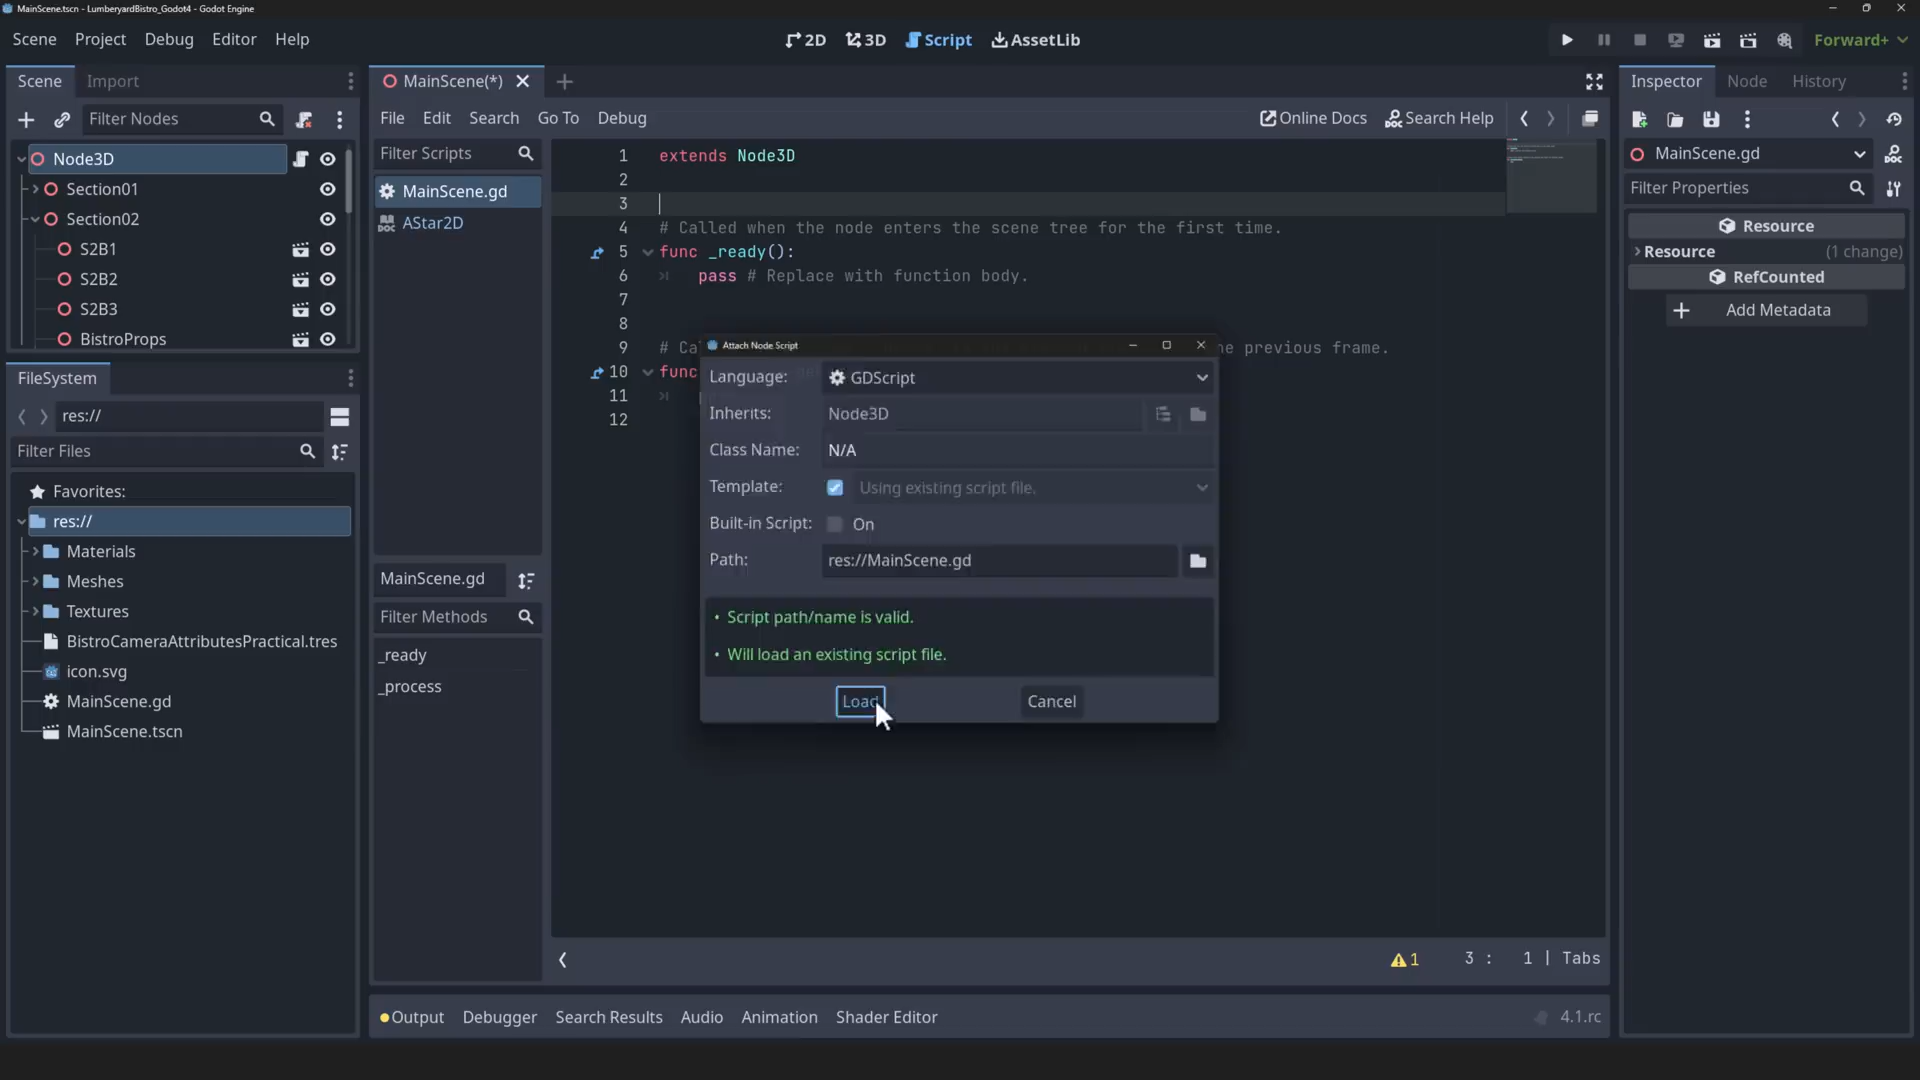 MainScene.tscn - LumberyardBistro_Godot4 - Godot Engine
Scene Project Debug Editor Help
2D 3D Script AssetLib
Forward+
Scene Import
Filter Nodes
Node3D
Section01
Section02
S2B1
S2B2
S2B3
BistroProps
FileSystem
res://
Filter Files
Favorites:
res://
Materials
Meshes
Textures
BistroCameraAttributesPractical.tres
icon.svg
MainScene.gd
MainScene.tscn
MainScene(*)
File Edit Search Go To Debug
Online Docs Search Help
Filter Scripts
MainScene.gd
AStar2D
MainScene.gd
Filter Methods
_ready
_process
1 extends Node3D
2
3
4 # Called when the node enters the scene tree for the first time.
5 func _ready():
6 pass # Replace with function body.
7
8
9 # Ca he previous frame.
10 func
11
12
Attach Node Script
Language: GDScript
Inherits: Node3D
Class Name: N/A
Template: Using existing script file.
Built-in Script: On
Path: res://MainScene.gd
• Script path/name is valid.
• Will load an existing script file.
Load Cancel
1 3 : 1 | Tabs
Output Debugger Search Results Audio Animation Shader Editor
4.1.rc
Inspector Node History
MainScene.gd
Filter Properties
Resource
Resource (1 change)
RefCounted
Add Metadata